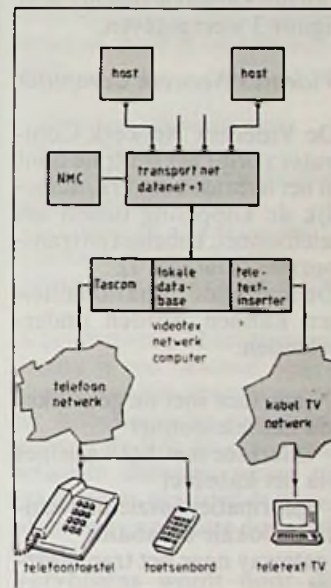 host
host
NMC
transport net
datanet-1
Tascom
lokale
data
base
tele-
text-
inserter
videotex
netwerk
computer
telefoon
netwerk
kabel TV
netwerk
telefoontoestel
toetsenbord
teletext TV